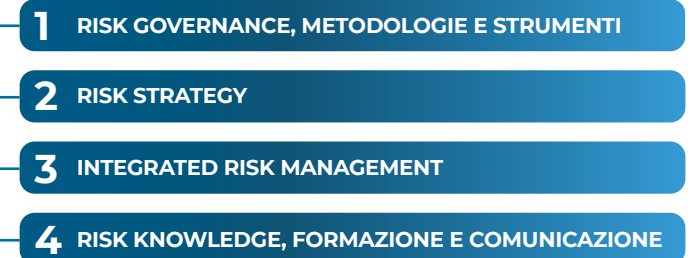 1 RISK GOVERNANCE, METODOLOGIE E STRUMENTI
2 RISK STRATEGY
3 INTEGRATED RISK MANAGEMENT
4 RISK KNOWLEDGE, FORMAZIONE E COMUNICAZIONE